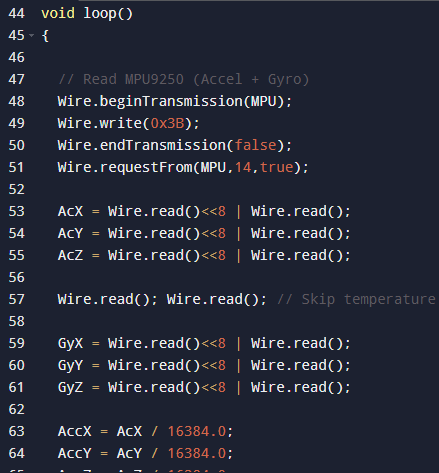 44 void loop()
45 {
46
47 // Read MPU9250 (Accel + Gyro)
48 Wire.beginTransmission(MPU);
49 Wire.write(0x3B);
50 Wire.endTransmission(false);
51 Wire.requestFrom(MPU,14,true);
52
53 AcX = Wire.read()<<8 | Wire.read();
54 AcY = Wire.read()<<8 | Wire.read();
55 AcZ = Wire.read()<<8 | Wire.read();
56
57 Wire.read(); Wire.read(); // Skip temperature
58
59 GyX = Wire.read()<<8 | Wire.read();
60 GyY = Wire.read()<<8 | Wire.read();
61 GyZ = Wire.read()<<8 | Wire.read();
62
63 AccX = AcX / 16384.0;
64 AccY = AcY / 16384.0;